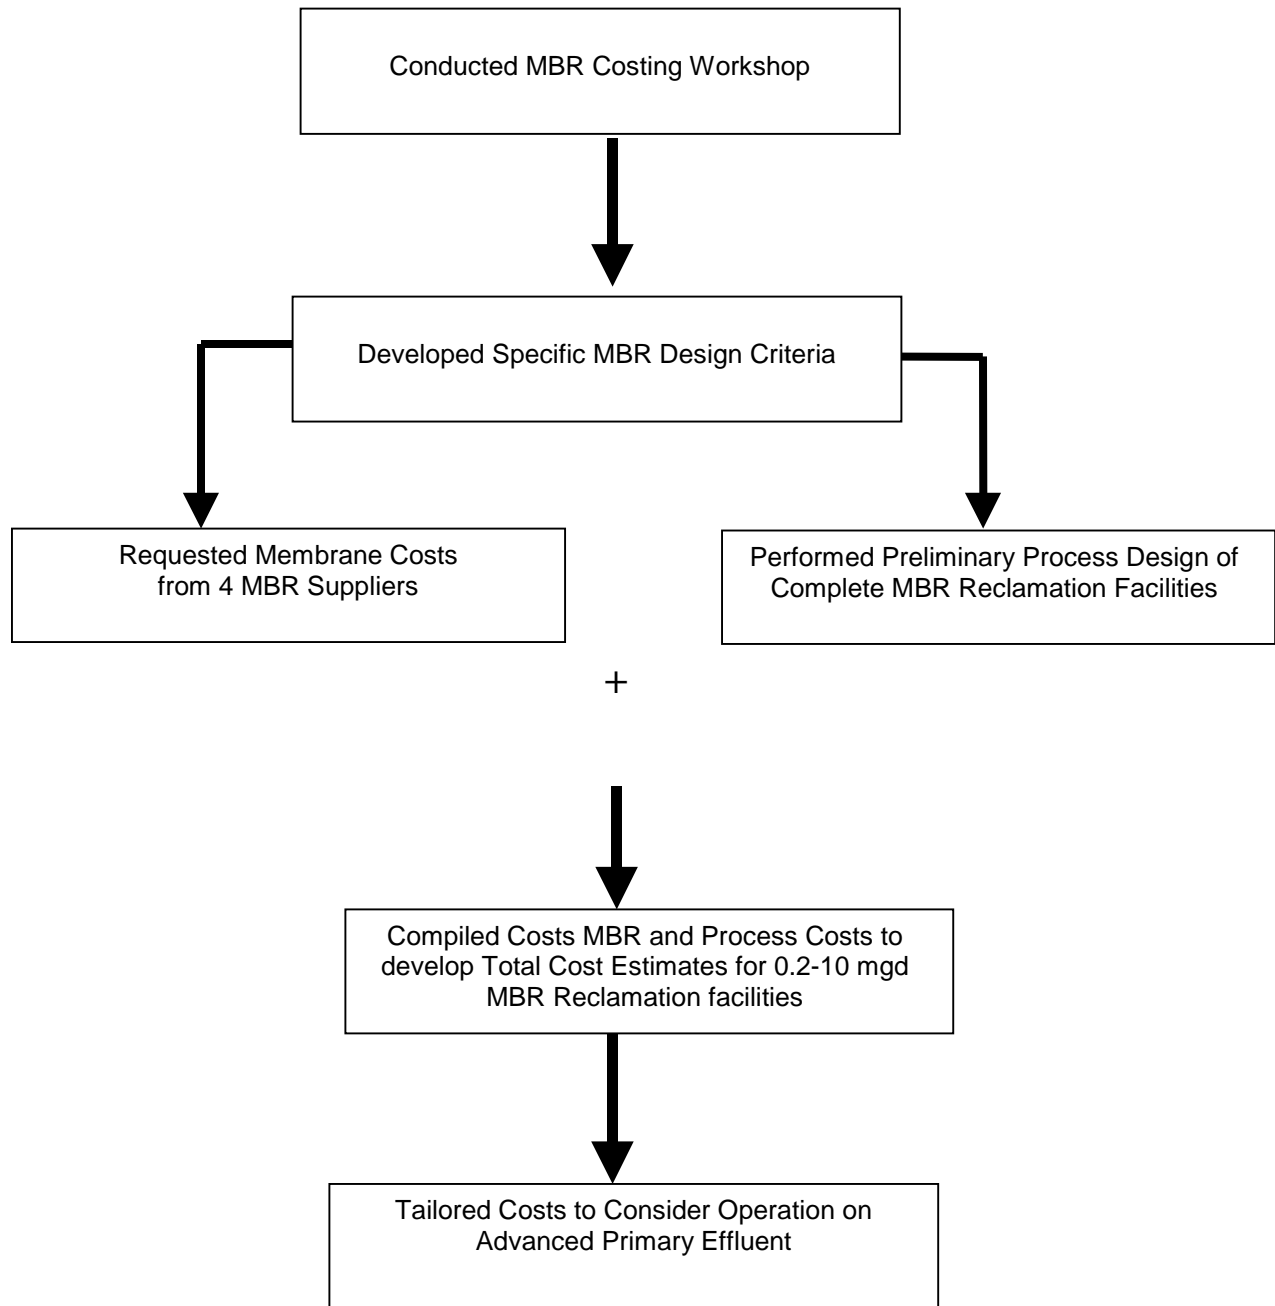 Conducted MBR Costing Workshop
Developed Specific MBR Design Criteria
Requested Membrane Costs
from 4 MBR Suppliers
Performed Preliminary Process Design of
Complete MBR Reclamation Facilities
+
Compiled Costs MBR and Process Costs to
develop Total Cost Estimates for 0.2-10 mgd
MBR Reclamation facilities
Tailored Costs to Consider Operation on
Advanced Primary Effluent